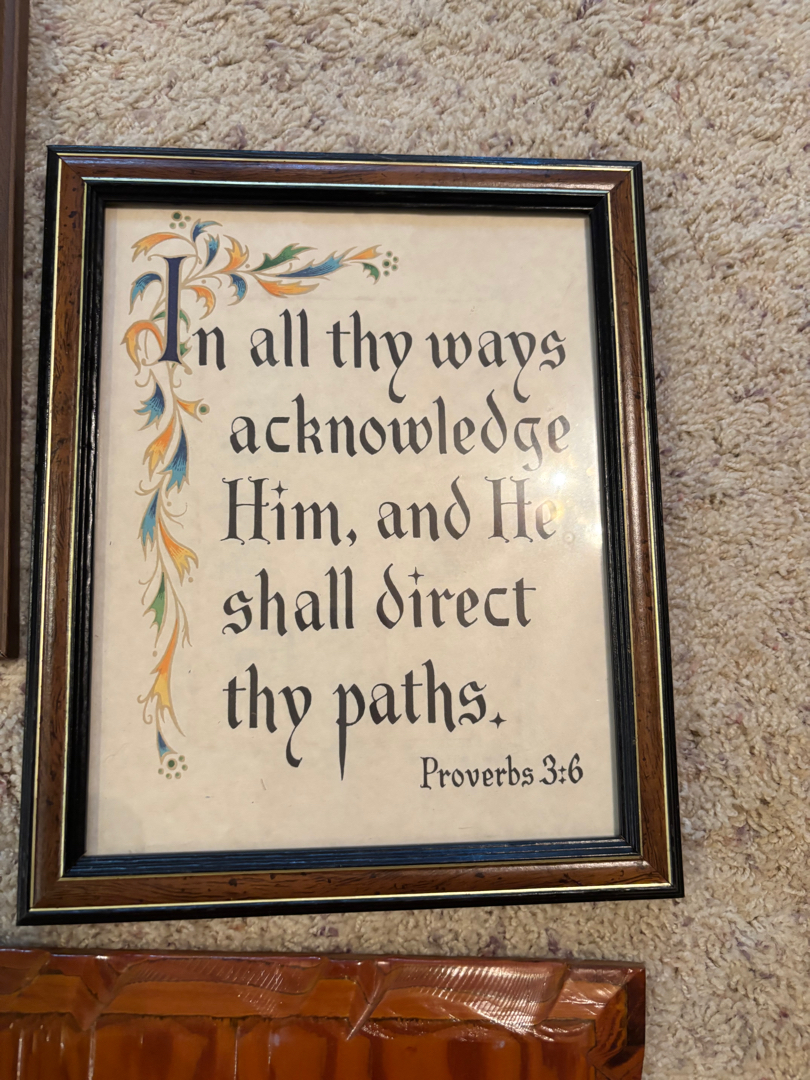 In all thy ways
acknowledge
Him, and He
shall direct
thy paths.
Proverbs 3:6